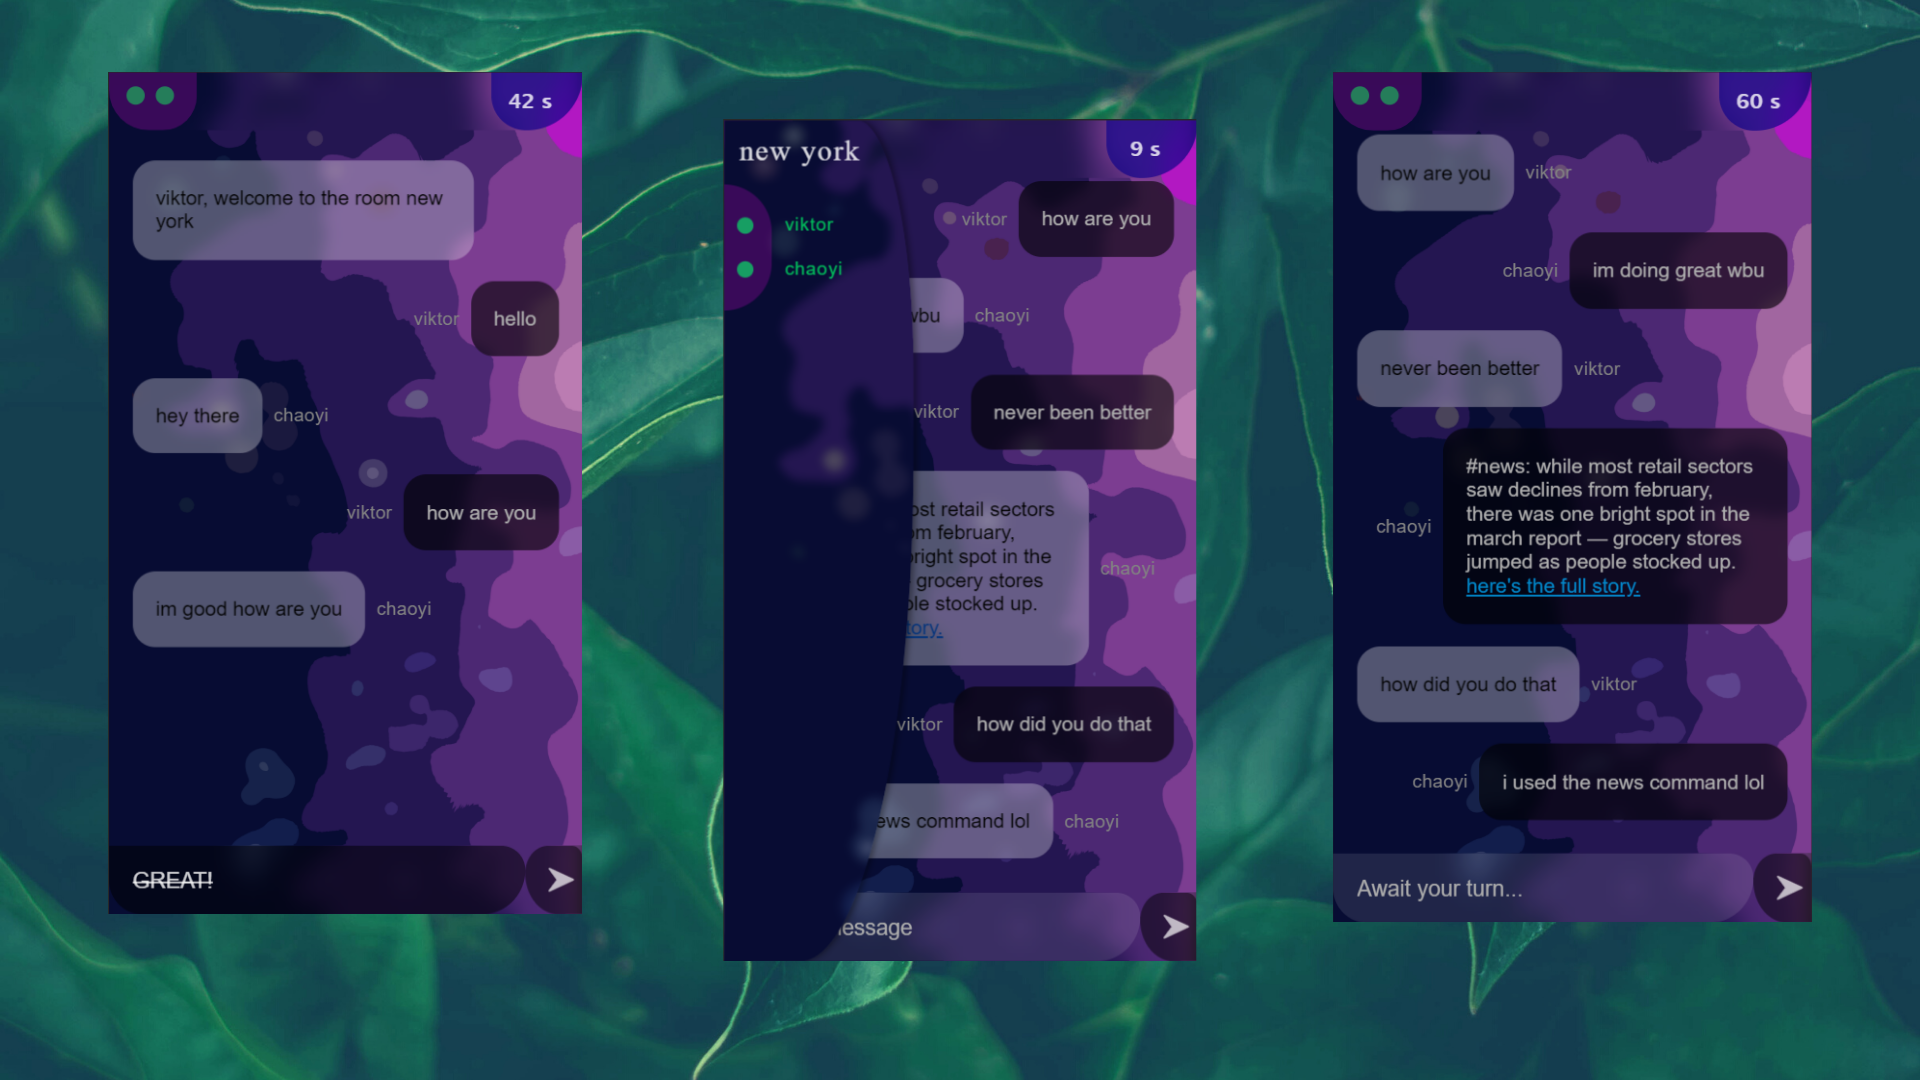 42 s
viktor, welcome to the room new
york
viktor
hello
hey there
chaoyi
viktor
how are you
im good how are you
chaoyi
GREAT!
new york
9 s
viktor
chaoyi
viktor
how are you
wbu
chaoyi
viktor
never been better
ost retail sectors
om february,
bright spot in the
grocery stores
ple stocked up.
tory.
chaoyi
viktor
how did you do that
ews command lol
chaoyi
essage
60 s
how are you
viktor
chaoyi
im doing great wbu
never been better
viktor
chaoyi
#news: while most retail sectors
saw declines from february,
there was one bright spot in the
march report — grocery stores
jumped as people stocked up.
here's the full story.
how did you do that
viktor
chaoyi
i used the news command lol
Await your turn...